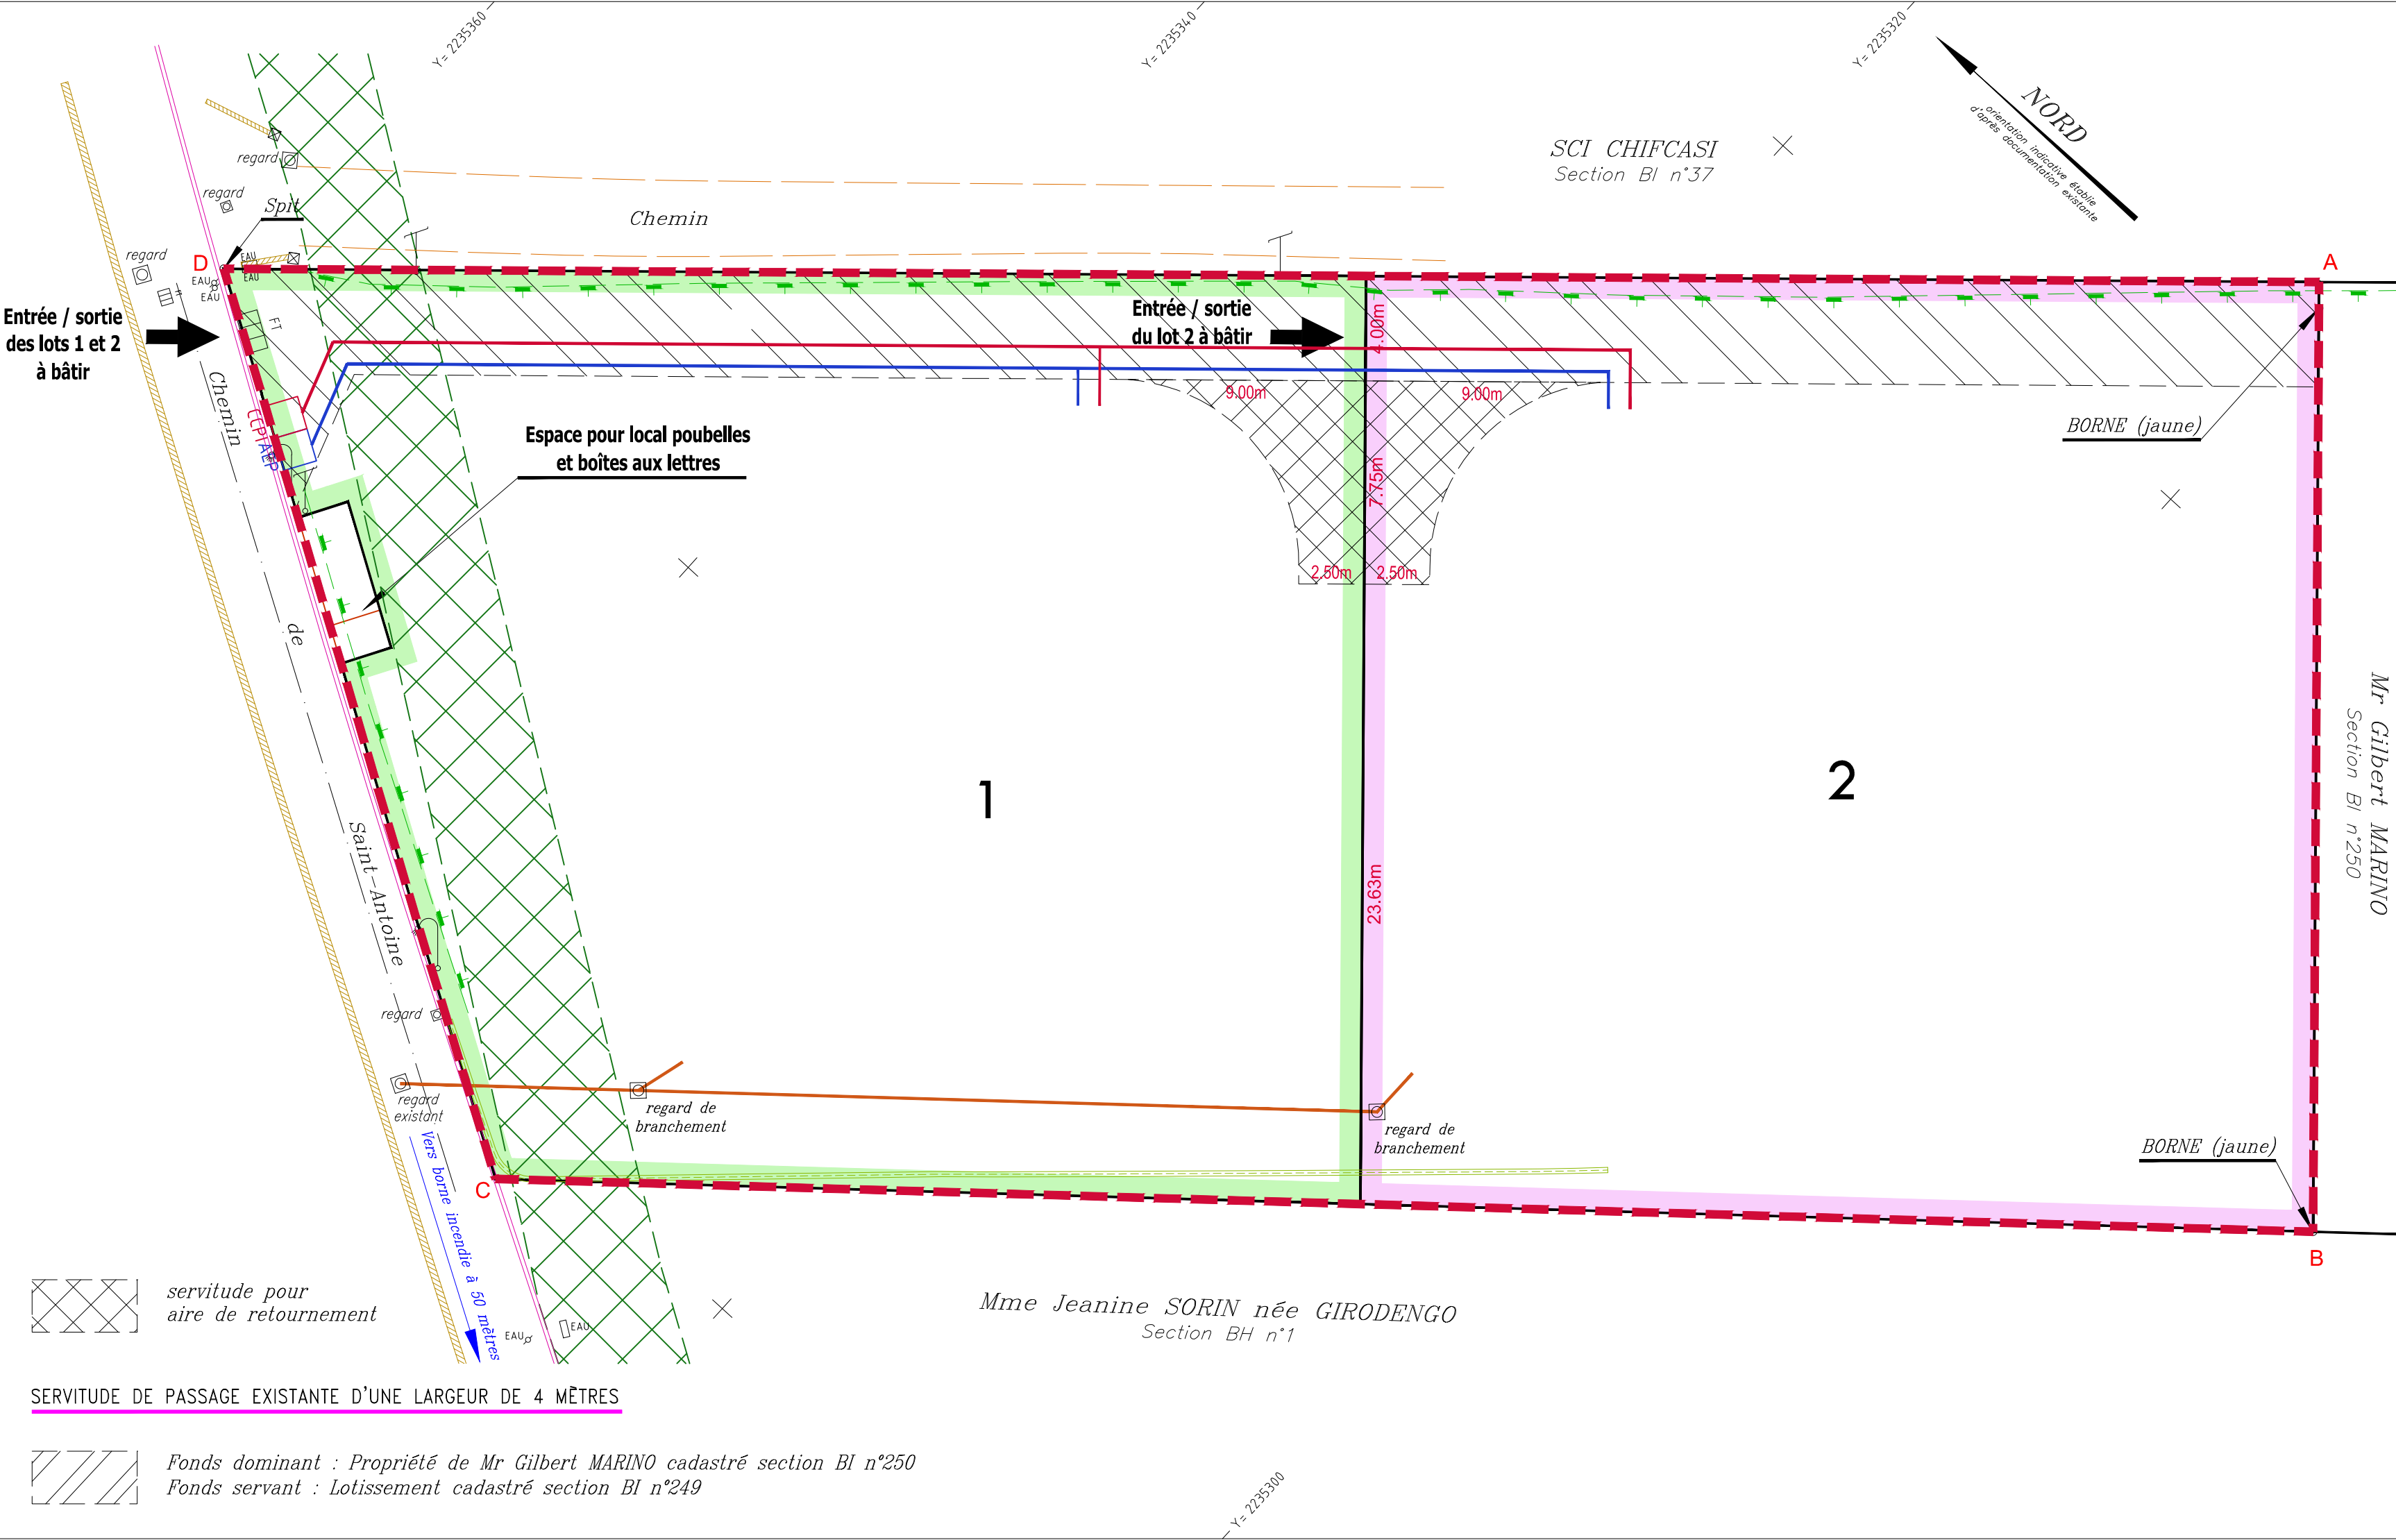 Y= 2235360
Y= 2235340
Y= 2235320
NORD
orientation indicative établie
d'après documentation existante
SCI CHIFCASI
Section BI n°37
regard
regard
Spit
Chemin
regard
D
EAU
EAU
EAU
EAU
A
Entrée / sortie
des lots 1 et 2
à bâtir
FT
Entrée / sortie
du lot 2 à bâtir
4.00m
9.00m
9.00m
Chemin
de
Saint-Antoine
AEP
BORNE (jaune)
Espace pour local poubelles
et boîtes aux lettres
7.75m
2.50m
2.50m
1
2
23.63m
Mr Gilbert MARINO
Section BI n°250
regard
regard
existant
regard de
branchement
regard de
branchement
BORNE (jaune)
C
B
Vers borne incendie à 50 mètres
EAU
EAU
Mme Jeanine SORIN née GIRODENGO
Section BH n°1
servitude pour
aire de retournement
SERVITUDE DE PASSAGE EXISTANTE D'UNE LARGEUR DE 4 MÈTRES
Fonds dominant : Propriété de Mr Gilbert MARINO cadastré section BI n°250
Fonds servant : Lotissement cadastré section BI n°249
Y= 2235300